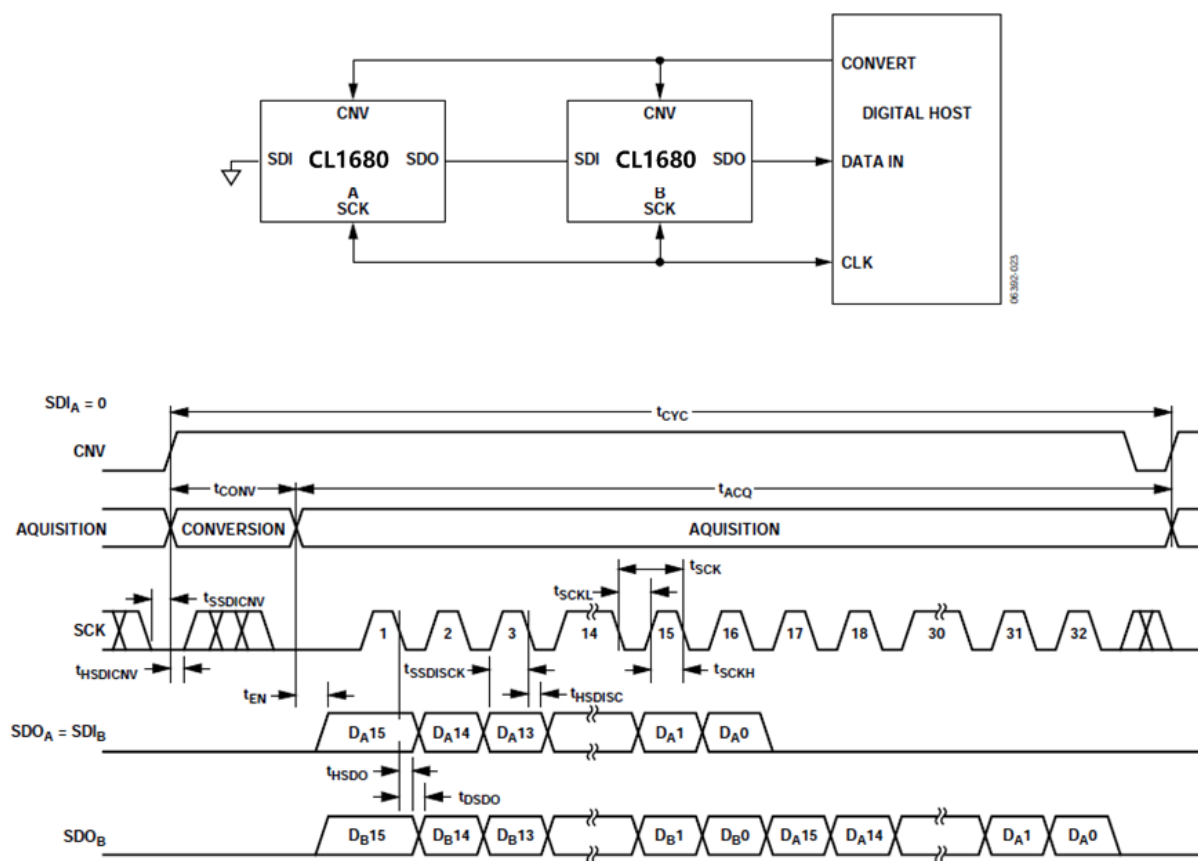 CONVERT
CNV
CNV
DIGITAL HOST
SDI CL1680 SDO
SDI CL1680 SDO
DATA IN
A
SCK
B
SCK
CLK
06392-023
SDIA = 0
tCYC
CNV
tCONV
tACQ
AQUISITION
CONVERSION
AQUISITION
tSCK
tSSDICNV
tSCKL
SCK
1
2
3
14
15
16
17
18
30
31
32
tHSDICNV
tSSDISCK
tSCKH
tEN
tHSDISC
SDOA = SDIB
DA15
DA14
DA13
DA1
DA0
tHSDO
tDSDO
SDOB
DB15
DB14
DB13
DB1
DB0
DA15
DA14
DA1
DA0